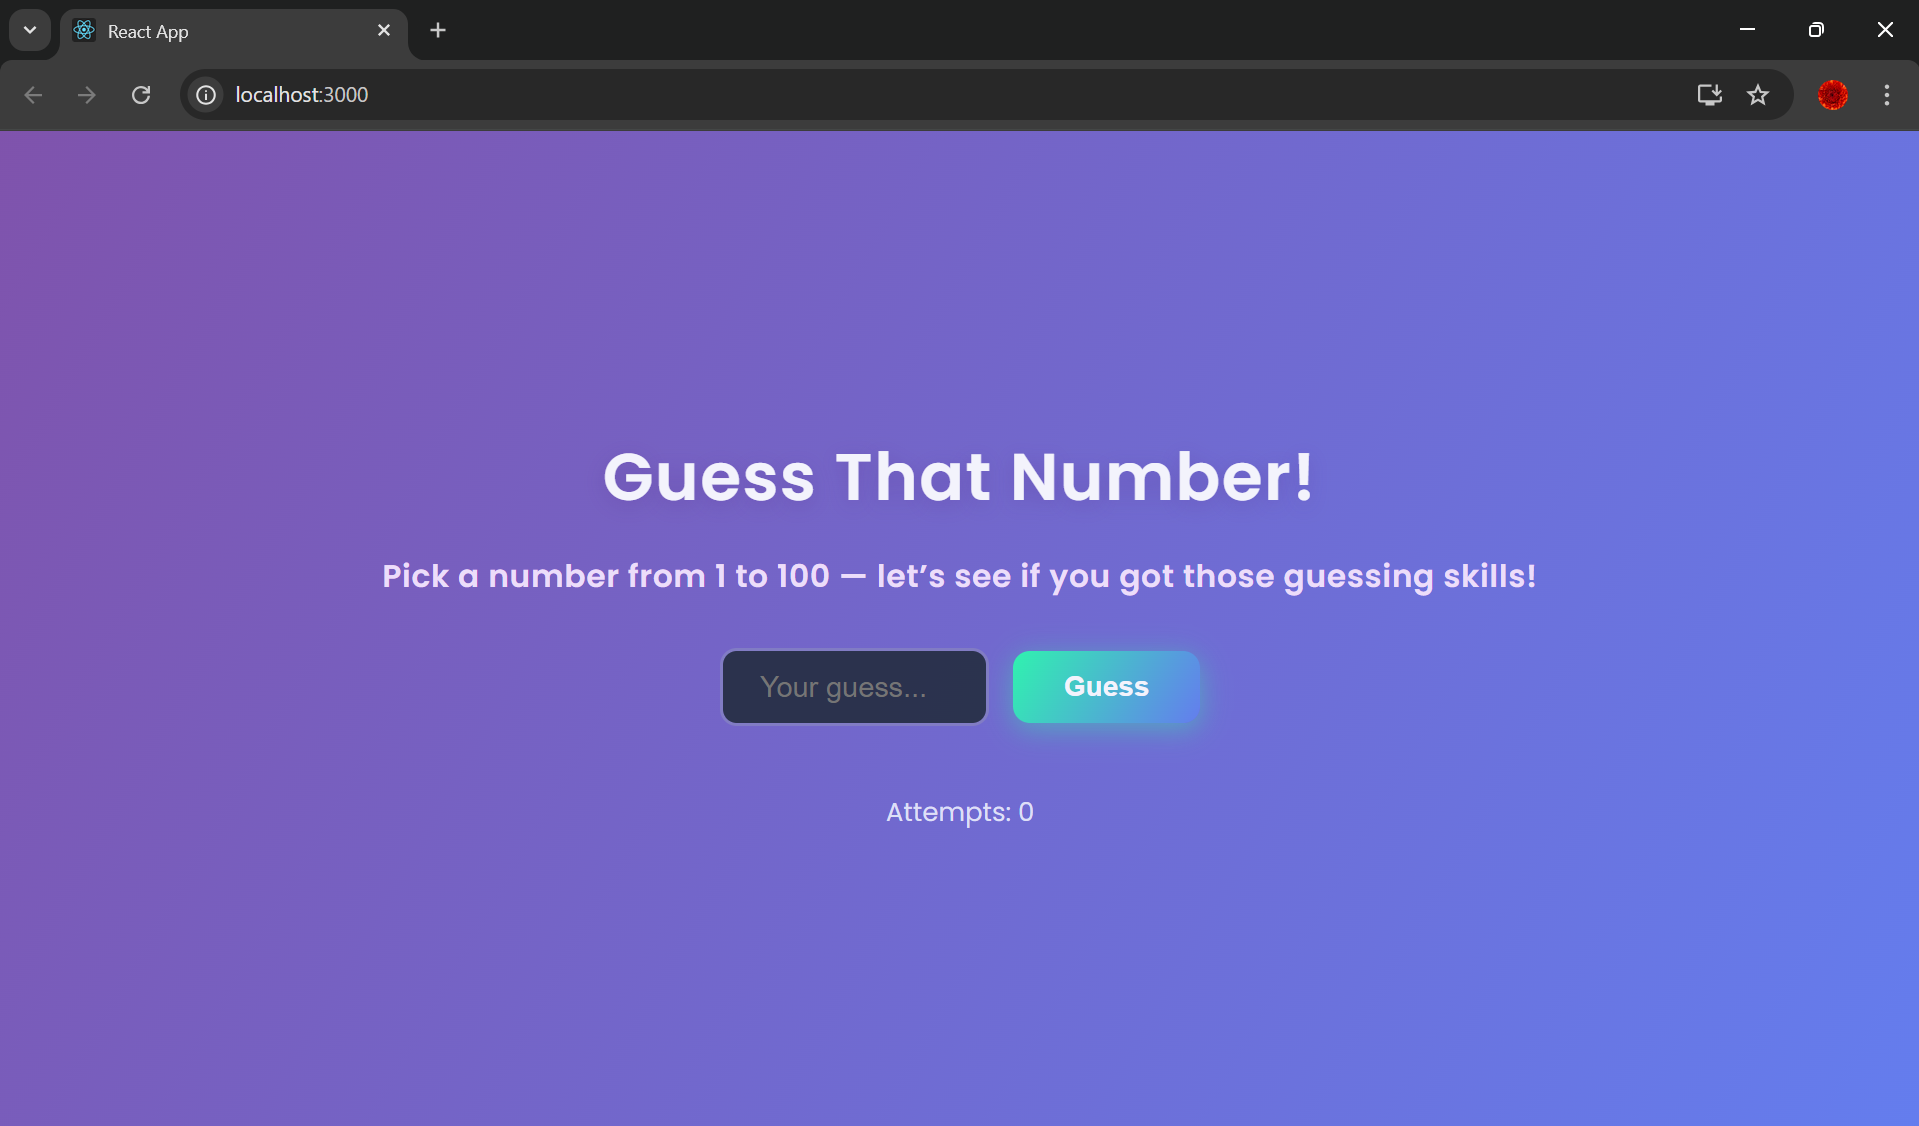 React App
localhost:3000
Guess That Number!
Pick a number from 1 to 100 — let’s see if you got those guessing skills!
Your guess...
Guess
Attempts: 0